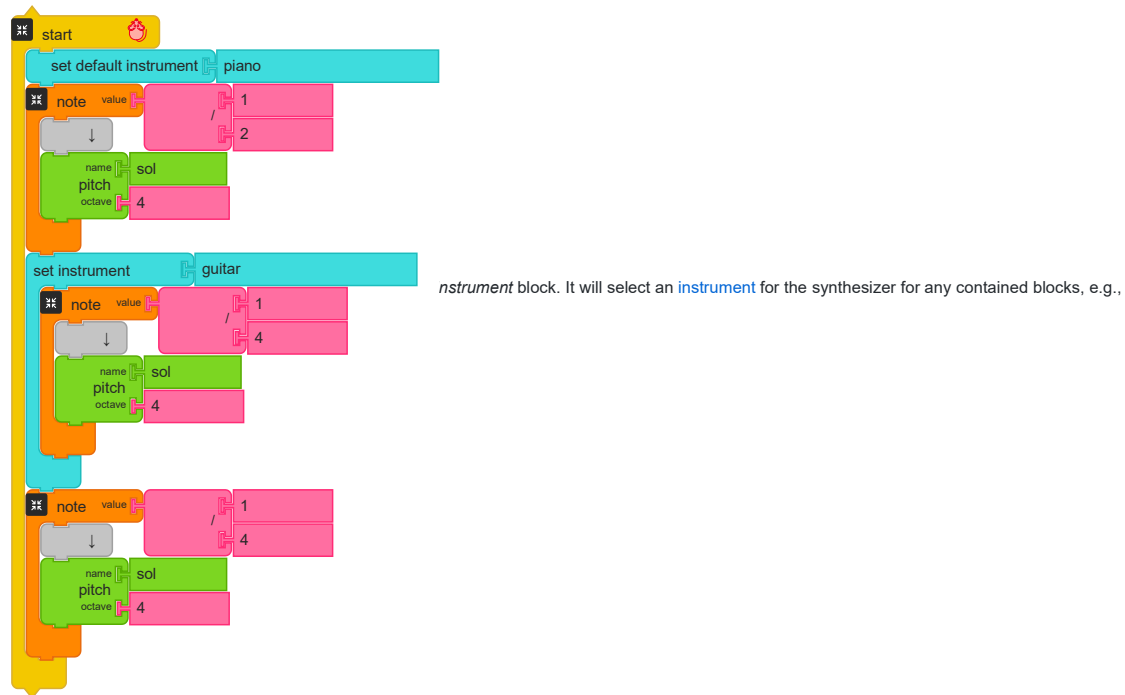 start
set default instrument piano
note value 1
/
2
↓
name sol
pitch
octave 4
set instrument guitar
nstrument block. It will select an instrument for the synthesizer for any contained blocks, e.g.,
note value 1
/
4
↓
name sol
pitch
octave 4
note value 1
/
4
↓
name sol
pitch
octave 4